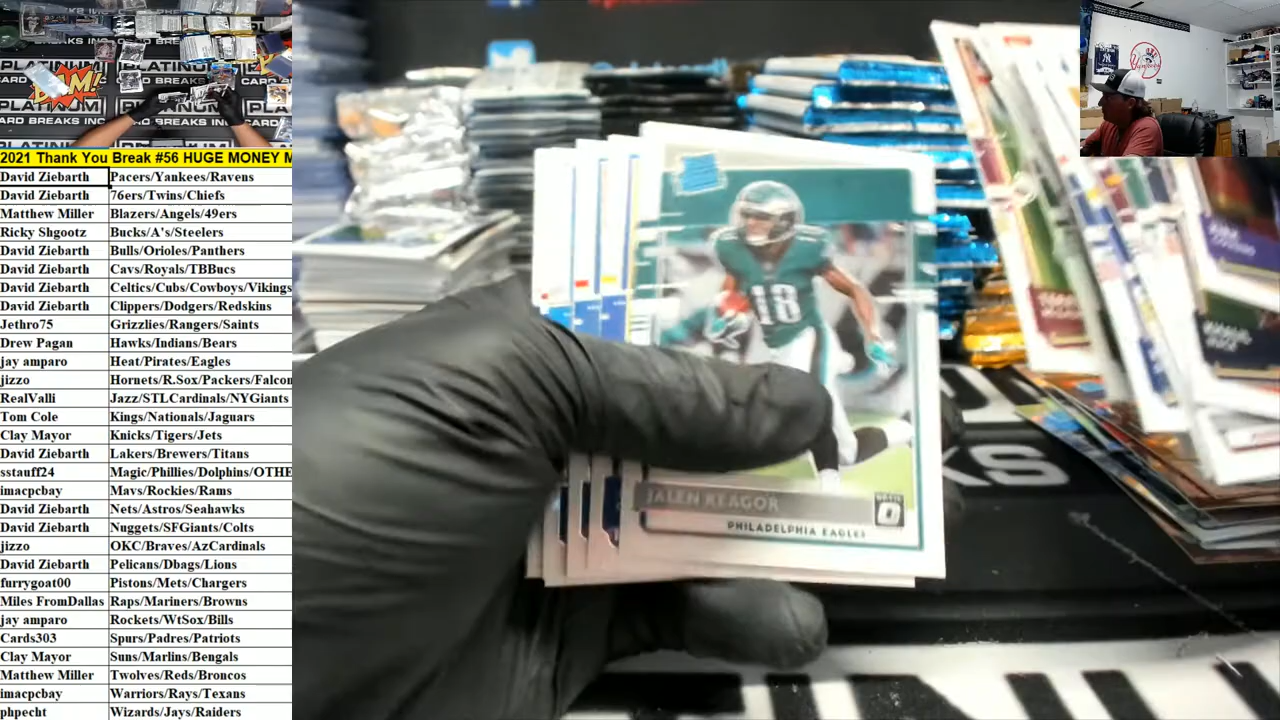 PLATINUM
CARD BREAKS INC
BAM!
2021 Thank You Break #56 HUGE MONEY M
David Ziebarth Pacers/Yankees/Ravens
David Ziebarth 76ers/Twins/Chiefs
Matthew Miller Blazers/Angels/49ers
Ricky Shgootz Bucks/A's/Steelers
David Ziebarth Bulls/Orioles/Panthers
David Ziebarth Cavs/Royals/TBBucs
David Ziebarth Celtics/Cubs/Cowboys/Vikings
David Ziebarth Clippers/Dodgers/Redskins
Jethro75 Grizzlies/Rangers/Saints
Drew Pagan Hawks/Indians/Bears
jay amparo Heat/Pirates/Eagles
jizzo Hornets/R.Sox/Packers/Falcon
RealValli Jazz/STLCardinals/NYGiants
Tom Cole Kings/Nationals/Jaguars
Clay Mayor Knicks/Tigers/Jets
David Ziebarth Lakers/Brewers/Titans
sstauff24 Magic/Phillies/Dolphins/OTHE
imacpcbay Mavs/Rockies/Rams
David Ziebarth Nets/Astros/Seahawks
David Ziebarth Nuggets/SFGiants/Colts
jizzo OKC/Braves/AzCardinals
David Ziebarth Pelicans/Dbags/Lions
furrygoat00 Pistons/Mets/Chargers
Miles FromDallas Raps/Mariners/Browns
jay amparo Rockets/WtSox/Bills
Cards303 Spurs/Padres/Patriots
Clay Mayor Suns/Marlins/Bengals
Matthew Miller Twolves/Reds/Broncos
imacpcbay Warriors/Rays/Texans
phpecht Wizards/Jays/Raiders
18
JALEN REAGOR
PHILADELPHIA EAGLES
Yankees